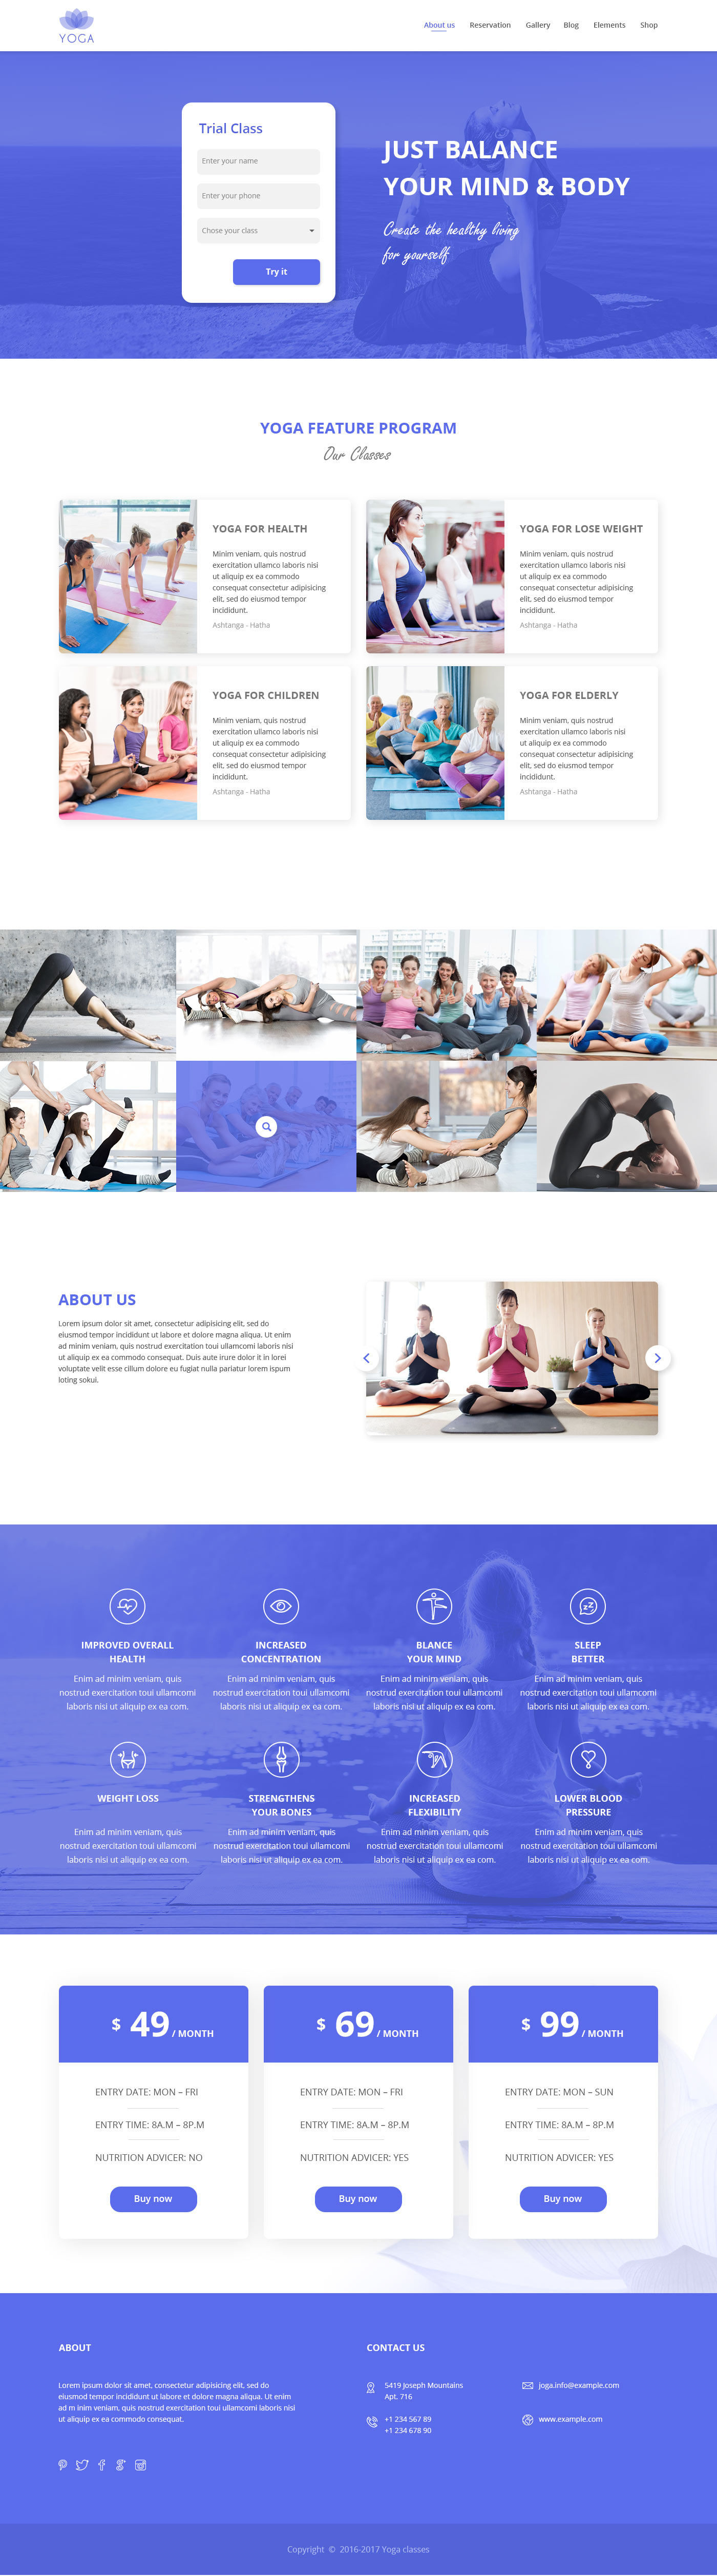 YOGA
About us
Reservation
Gallery
Blog
Elements
Shop
Trial Class
Enter your name
Enter your phone
Chose your class
Try it
JUST BALANCE
YOUR MIND & BODY
Create the healthy living
for yourself
YOGA FEATURE PROGRAM
Our Classes
YOGA FOR HEALTH
Minim veniam, quis nostrud
exercitation ullamco laboris nisi
ut aliquip ex ea commodo
consequat consectetur adipisicing
elit, sed do eiusmod tempor
incididunt.
Ashtanga - Hatha
YOGA FOR LOSE WEIGHT
Minim veniam, quis nostrud
exercitation ullamco laboris nisi
ut aliquip ex ea commodo
consequat consectetur adipisicing
elit, sed do eiusmod tempor
incididunt.
Ashtanga - Hatha
YOGA FOR CHILDREN
Minim veniam, quis nostrud
exercitation ullamco laboris nisi
ut aliquip ex ea commodo
consequat consectetur adipisicing
elit, sed do eiusmod tempor
incididunt.
Ashtanga - Hatha
YOGA FOR ELDERLY
Minim veniam, quis nostrud
exercitation ullamco laboris nisi
ut aliquip ex ea commodo
consequat consectetur adipisicing
elit, sed do eiusmod tempor
incididunt.
Ashtanga - Hatha
ABOUT US
Lorem ipsum dolor sit amet, consectetur adipisicing elit, sed do
eiusmod tempor incididunt ut labore et dolore magna aliqua. Ut enim
ad minim veniam, quis nostrud exercitation toui ullamcomi laboris nisi
ut aliquip ex ea commodo consequat. Duis aute irure dolor it in lorei
voluptate velit esse cillum dolore eu fugiat nulla pariatur lorem ispum
loting sokui.
IMPROVED OVERALL
HEALTH
Enim ad minim veniam, quis
nostrud exercitation toui ullamcomi
laboris nisi ut aliquip ex ea com.
INCREASED
CONCENTRATION
Enim ad minim veniam, quis
nostrud exercitation toui ullamcomi
laboris nisi ut aliquip ex ea com.
BLANCE
YOUR MIND
Enim ad minim veniam, quis
nostrud exercitation toui ullamcomi
laboris nisi ut aliquip ex ea com.
SLEEP
BETTER
Enim ad minim veniam, quis
nostrud exercitation toui ullamcomi
laboris nisi ut aliquip ex ea com.
WEIGHT LOSS
Enim ad minim veniam, quis
nostrud exercitation toui ullamcomi
laboris nisi ut aliquip ex ea com.
STRENGTHENS
YOUR BONES
Enim ad minim veniam, quis
nostrud exercitation toui ullamcomi
laboris nisi ut aliquip ex ea com.
INCREASED
FLEXIBILITY
Enim ad minim veniam, quis
nostrud exercitation toui ullamcomi
laboris nisi ut aliquip ex ea com.
LOWER BLOOD
PRESSURE
Enim ad minim veniam, quis
nostrud exercitation toui ullamcomi
laboris nisi ut aliquip ex ea com.
$ 49 / MONTH
ENTRY DATE: MON – FRI
ENTRY TIME: 8A.M – 8P.M
NUTRITION ADVICER: NO
Buy now
$ 69 / MONTH
ENTRY DATE: MON – FRI
ENTRY TIME: 8A.M – 8P.M
NUTRITION ADVICER: YES
Buy now
$ 99 / MONTH
ENTRY DATE: MON – SUN
ENTRY TIME: 8A.M – 8P.M
NUTRITION ADVICER: YES
Buy now
ABOUT
Lorem ipsum dolor sit amet, consectetur adipisicing elit, sed do
eiusmod tempor incididunt ut labore et dolore magna aliqua. Ut enim
ad m inim veniam, quis nostrud exercitation toui ullamcomi laboris nisi
ut aliquip ex ea commodo consequat.
CONTACT US
5419 Joseph Mountains
Apt. 716
+1 234 567 89
+1 234 678 90
joga.info@example.com
www.example.com
Copyright © 2016-2017 Yoga classes